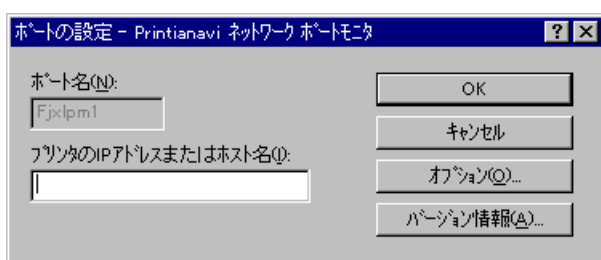 ﾎﾟｰﾄの設定 - Printianavi ﾈｯﾄﾜｰｸ ﾎﾟｰﾄﾓﾆﾀ
ﾎﾟｰﾄ名(N):
Fjxlpm1
ﾌﾟﾘﾝﾀのIPｱﾄﾞﾚｽまたはﾎｽﾄ名(I):
OK
ｷｬﾝｾﾙ
ｵﾌﾟｼｮﾝ(O)...
ﾊﾞｰｼﾞｮﾝ情報(A)...